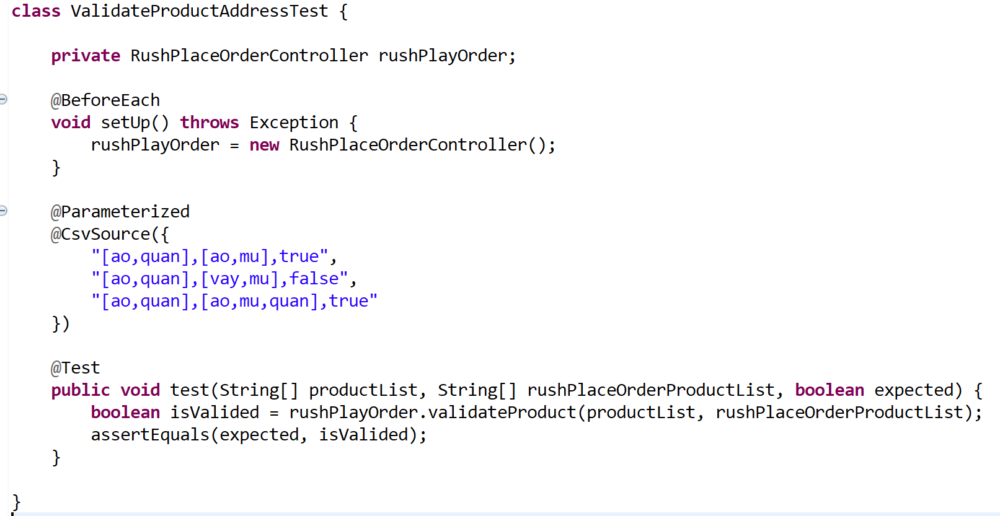 class ValidateProductAddressTest {
private RushPlaceOrderController rushPlayOrder;
@BeforeEach
void setUp() throws Exception {
rushPlayOrder = new RushPlaceOrderController();
}
@Parameterized
@CsvSource({
"[ao,quan],[ao,mu],true",
"[ao,quan],[vay,mu],false",
"[ao,quan],[ao,mu,quan],true"
})
@Test
public void test(String[] productList, String[] rushPlaceOrderProductList, boolean expected) {
boolean isValided = rushPlayOrder.validateProduct(productList, rushPlaceOrderProductList);
assertEquals(expected, isValided);
}
}